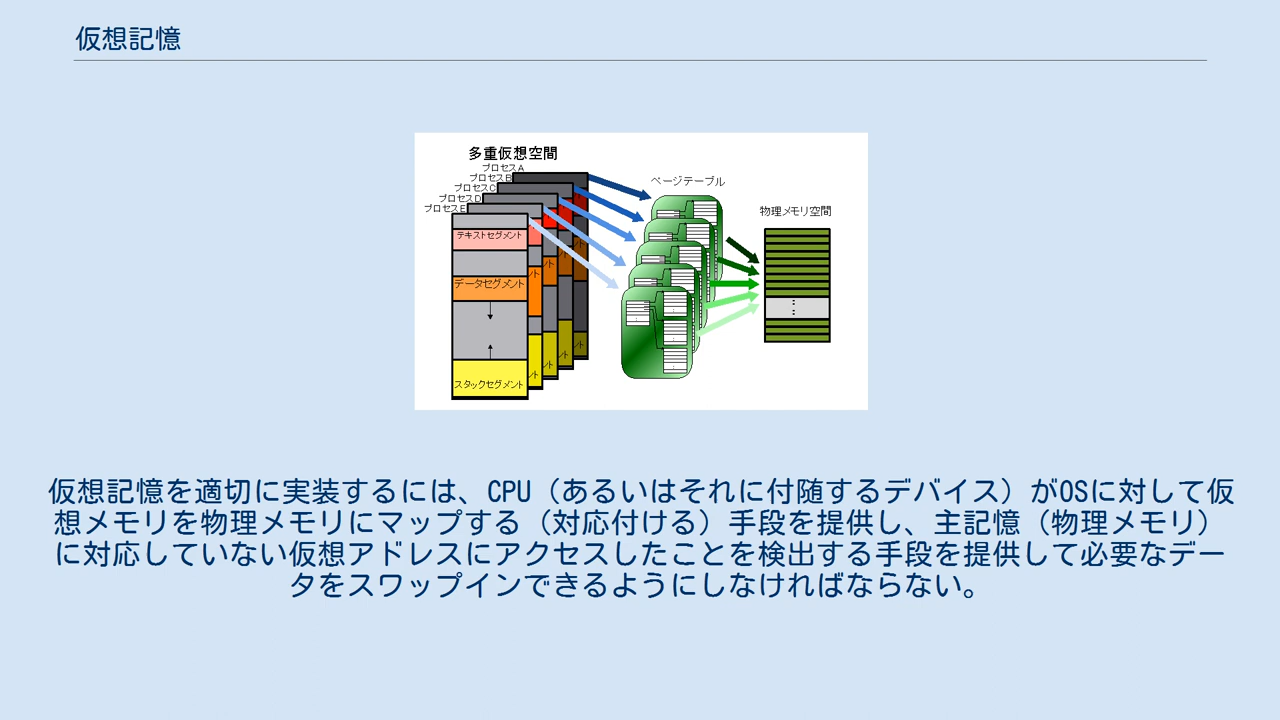 仮想記憶
多重仮想空間
プロセスA
プロセスB
プロセスC
プロセスD
プロセスE
ページテーブル
物理メモリ空間
テキストセグメント
データセグメント
スタックセグメント
仮想記憶を適切に実装するには、CPU（あるいはそれに付随するデバイス）がOSに対して仮
想メモリを物理メモリにマップする（対応付ける）手段を提供し、主記憶（物理メモリ）
に対応していない仮想アドレスにアクセスしたことを検出する手段を提供して必要なデー
タをスワップインできるようにしなければならない。